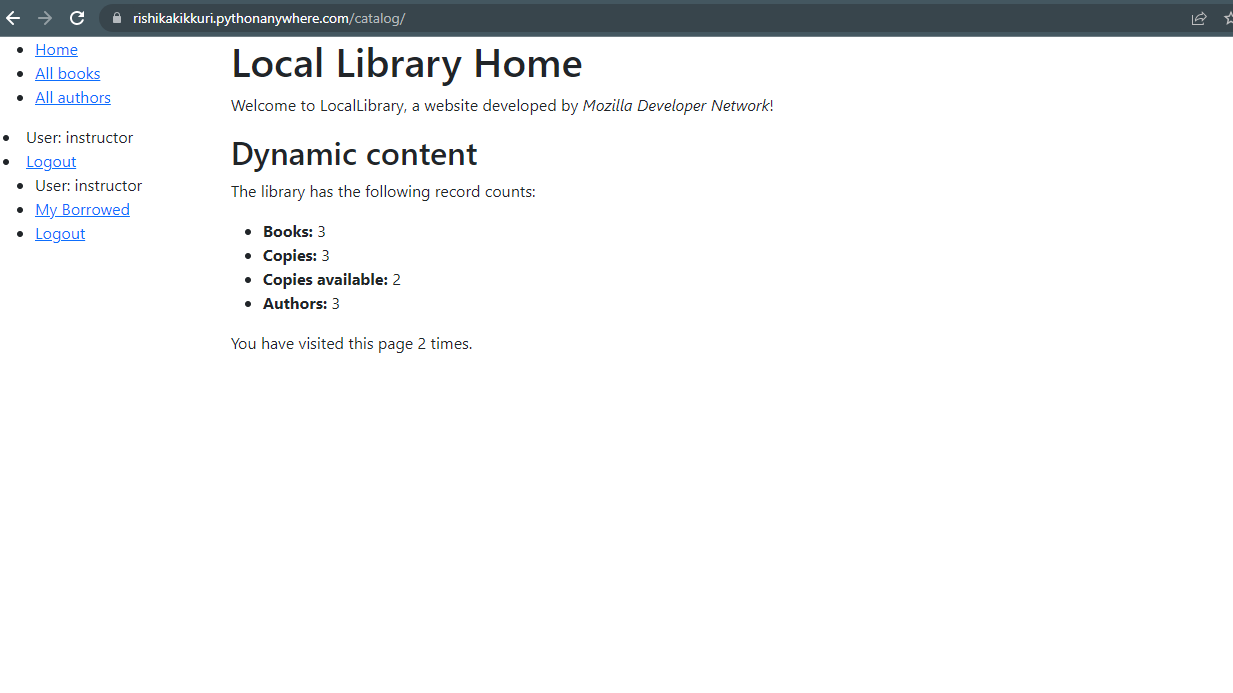 rishikakikkuri.pythonanywhere.com/catalog/
Home
All books
All authors
User: instructor
Logout
User: instructor
My Borrowed
Logout
Local Library Home
Welcome to LocalLibrary, a website developed by Mozilla Developer Network!
Dynamic content
The library has the following record counts:
Books: 3
Copies: 3
Copies available: 2
Authors: 3
You have visited this page 2 times.